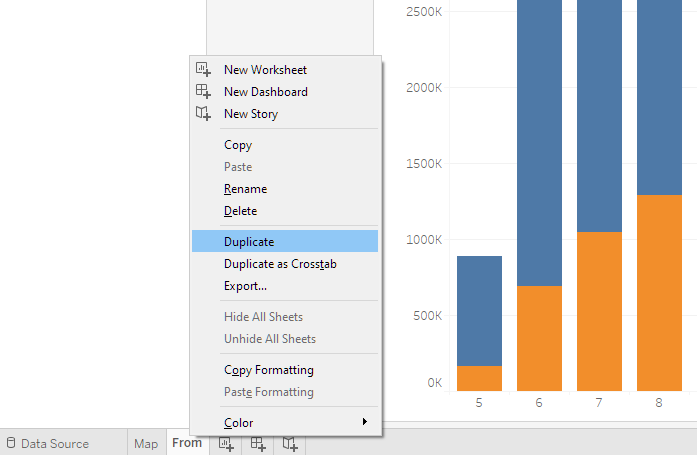 2500K
2000K
1500K
1000K
500K
0K
5 6 7 8
New Worksheet
New Dashboard
New Story
Copy
Paste
Rename
Delete
Duplicate
Duplicate as Crosstab
Export...
Hide All Sheets
Unhide All Sheets
Copy Formatting
Paste Formatting
Color
Data Source Map From